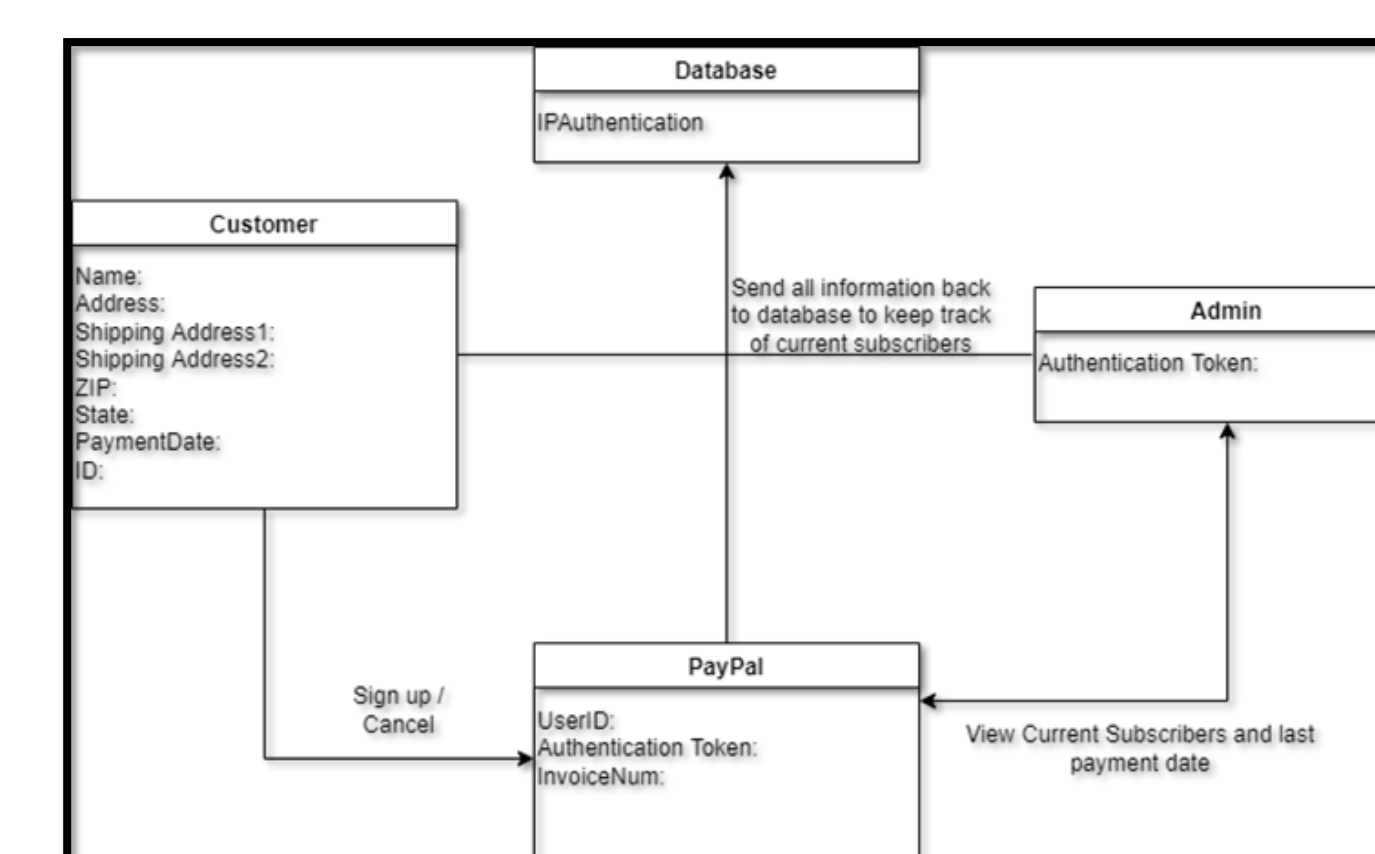 Database
IPAuthentication
Customer
Name:
Address:
Shipping Address1:
Shipping Address2:
ZIP:
State:
PaymentDate:
ID:
Send all information back
to database to keep track
of current subscribers
Admin
Authentication Token:
Sign up /
Cancel
PayPal
UserID:
Authentication Token:
InvoiceNum:
View Current Subscribers and last
payment date